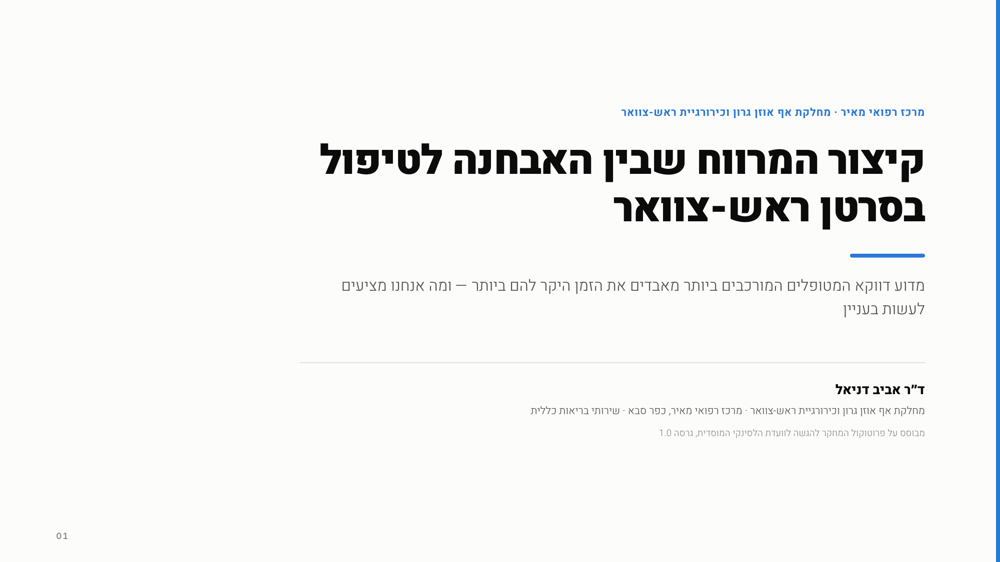 מרכז רפואי מאיר · מחלקת אף אוזן גרון וכירורגיית ראש-צוואר
קיצור המרווח שבין האבחנה לטיפול
בסרטן ראש-צוואר
מדוע דווקא המטופלים המורכבים ביותר מאבדים את הזמן היקר להם ביותר — ומה אנחנו מציעים
לעשות בעניין
ד״ר אביב דניאל
מחלקת אף אוזן גרון וכירורגיית ראש-צוואר · מרכז רפואי מאיר, כפר סבא · שירותי בריאות כללית
מבוסס על פרוטוקול המחקר להגשה לוועדת הלסינקי המוסדית, גרסה 1.0
01